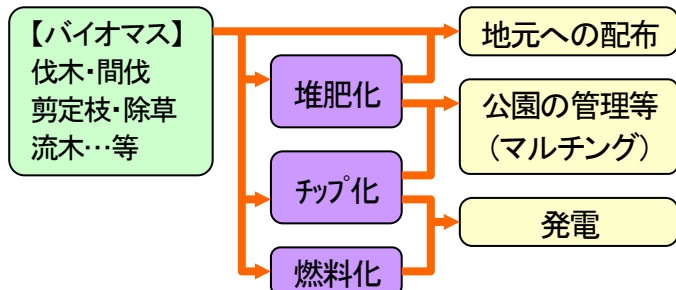 【バイオマス】
伐木・間伐
剪定枝・除草
流木…等
堆肥化
チップ化
燃料化
地元への配布
公園の管理等
(マルチング)
発電